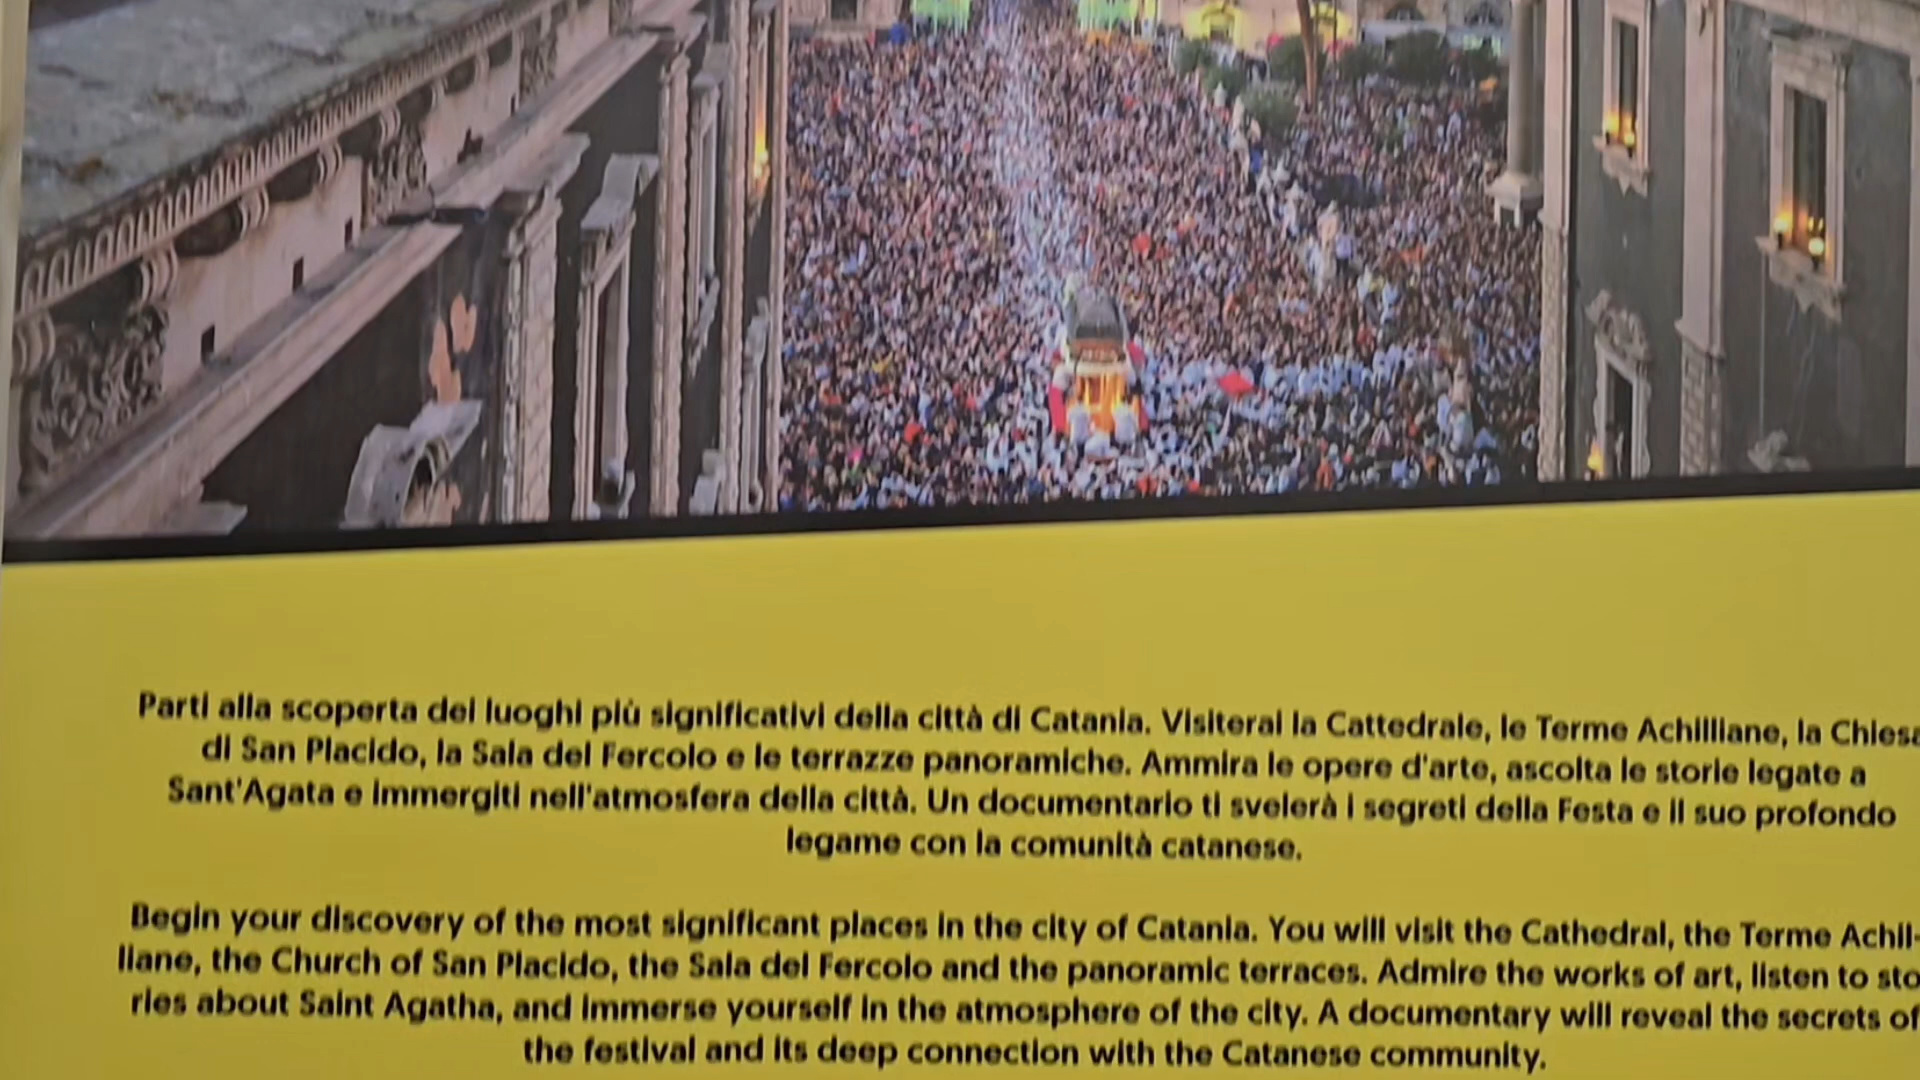 Parti alla scoperta dei luoghi più significativi della città di Catania. Visiterai la Cattedrale, le Terme Achilliane, la Chiesa
di San Placido, la Sala del Fercolo e le terrazze panoramiche. Ammira le opere d'arte, ascolta le storie legate a
Sant'Agata e immergiti nell'atmosfera della città. Un documentario ti svelerà i segreti della Festa e il suo profondo
legame con la comunità catanese.
Begin your discovery of the most significant places in the city of Catania. You will visit the Cathedral, the Terme Achil-
liane, the Church of San Placido, the Sala del Fercolo and the panoramic terraces. Admire the works of art, listen to sto
ries about Saint Agatha, and immerse yourself in the atmosphere of the city. A documentary will reveal the secrets of
the festival and its deep connection with the Catanese community.